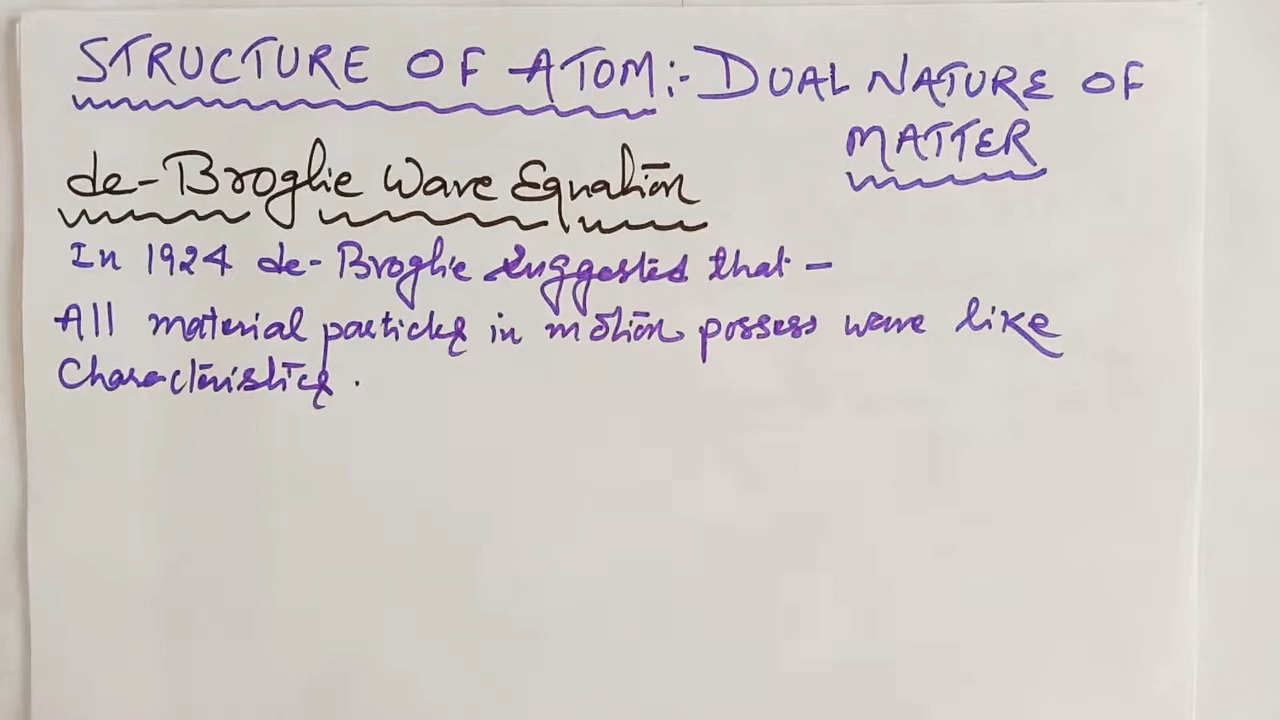 STRUCTURE OF ATOM:- DUAL NATURE OF
MATTER
de-Broglie Wave Equation
In 1924 de-Broglie suggested that -
All material particles in motion possess wave like
Characteristics.